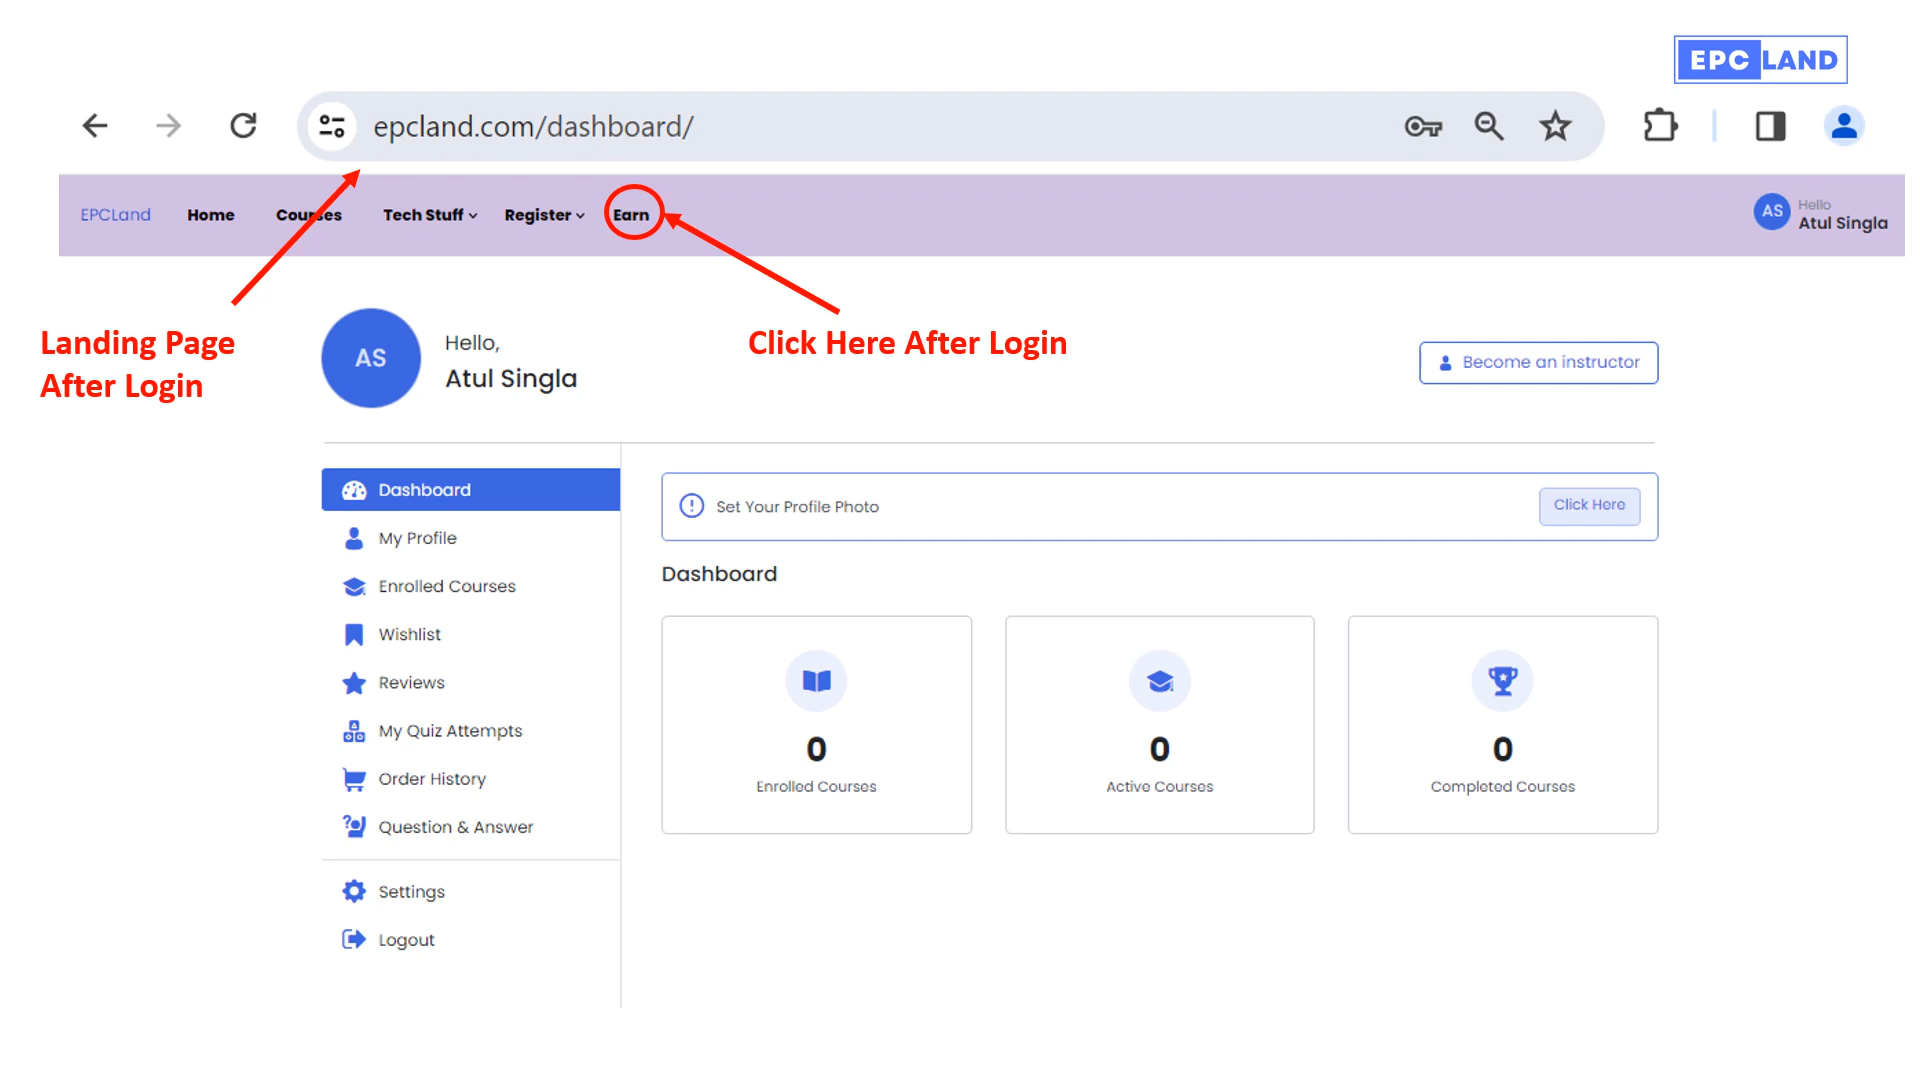 EPC LAND
epcland.com/dashboard/
EPCLand Home Courses Tech Stuff Register Earn
AS Hello
Atul Singla
Landing Page
After Login
AS
Hello,
Atul Singla
Click Here After Login
Become an instructor
Dashboard
My Profile
Enrolled Courses
Wishlist
Reviews
My Quiz Attempts
Order History
Question & Answer
Settings
Logout
Set Your Profile Photo
Click Here
Dashboard
0
Enrolled Courses
0
Active Courses
0
Completed Courses